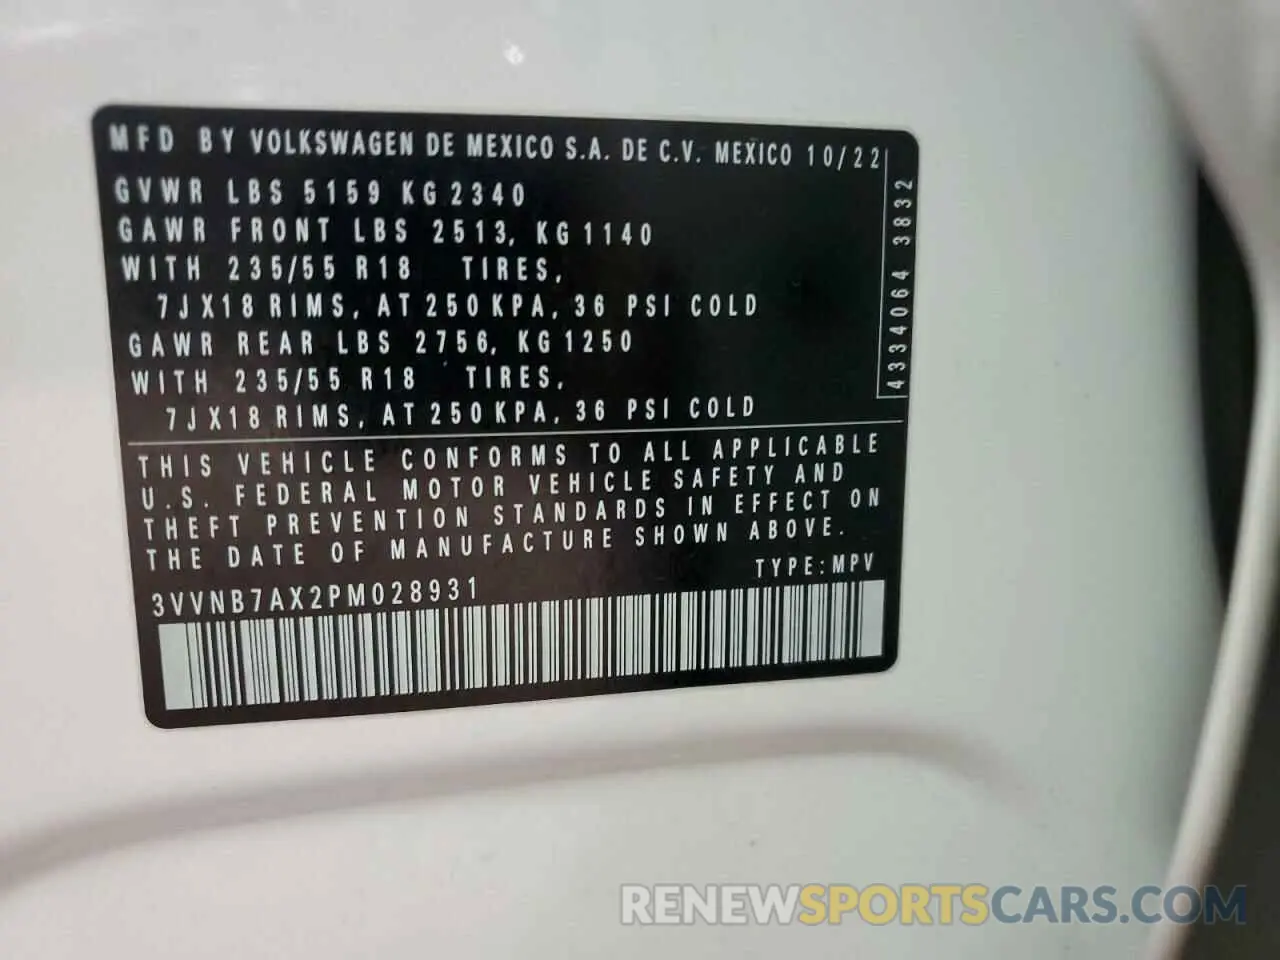 MFD BY VOLKSWAGEN DE MEXICO S.A. DE C.V. MEXICO 10/22
GVWR LBS 5159 KG 2340
GAWR FRONT LBS 2513, KG 1140
WITH 235/55 R18 TIRES,
7JX18 RIMS, AT 250 KPA, 36 PSI COLD
GAWR REAR LBS 2756, KG 1250
WITH 235/55 R18 TIRES,
7JX18 RIMS, AT 250 KPA, 36 PSI COLD
4334064 3832
THIS VEHICLE CONFORMS TO ALL APPLICABLE
U.S. FEDERAL MOTOR VEHICLE SAFETY AND
THEFT PREVENTION STANDARDS IN EFFECT ON
THE DATE OF MANUFACTURE SHOWN ABOVE.
TYPE: MPV
3VVNB7AX2PM028931
RENEWSPORTSCARS.COM